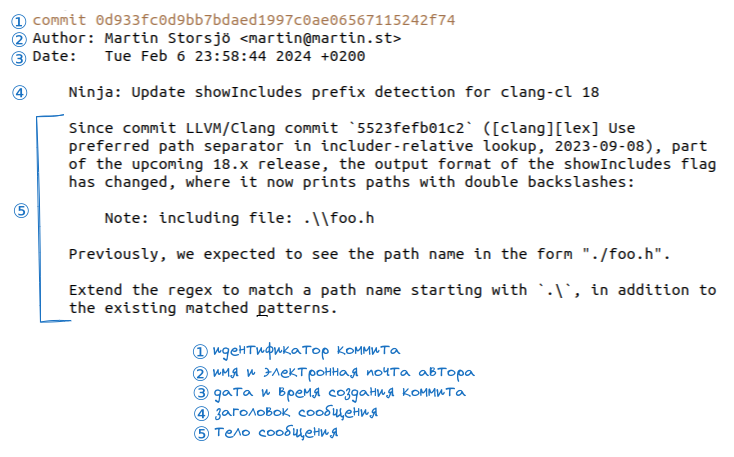 ① commit 0d933fc0d9bb7bdaed1997c0ae06567115242f74
② Author: Martin Storsjö <martin@martin.st>
③ Date:   Tue Feb 6 23:58:44 2024 +0200
④ Ninja: Update showIncludes prefix detection for clang-cl 18
Since commit LLVM/Clang commit `5523fefb01c2` ([clang][lex] Use
preferred path separator in includer-relative lookup, 2023-09-08), part
of the upcoming 18.x release, the output format of the showIncludes flag
has changed, where it now prints paths with double backslashes:
⑤
Note: including file: .\\foo.h
Previously, we expected to see the path name in the form "./foo.h".
Extend the regex to match a path name starting with `.\`, in addition to
the existing matched patterns.
① идентификатор коммита
② имя и электронная почта автора
③ дата и время создания коммита
④ заголовок сообщения
⑤ тело сообщения